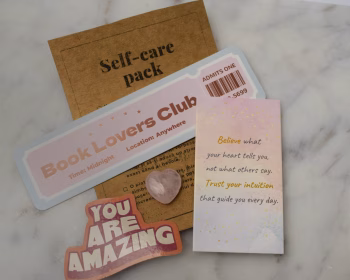 Self-care
pack
ADMITS ONE
5699
Book Lovers Club
Time: Midnight
Location: Anywhere
Believe what
your heart tells you,
not what others say.
Trust your intuition
that guide you every day.
YOU
ARE
AMAZING